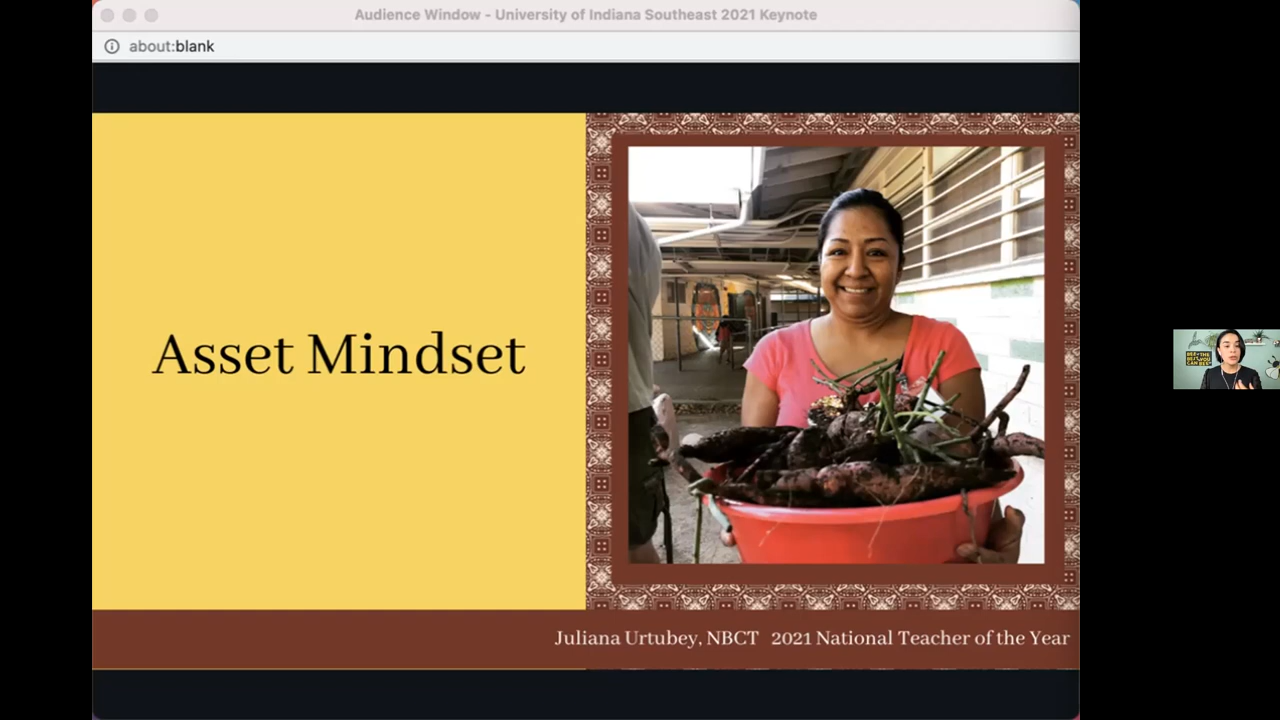 Audience Window - University of Indiana Southeast 2021 Keynote
about:blank
Asset Mindset
Juliana Urtubey, NBCT 2021 National Teacher of the Year